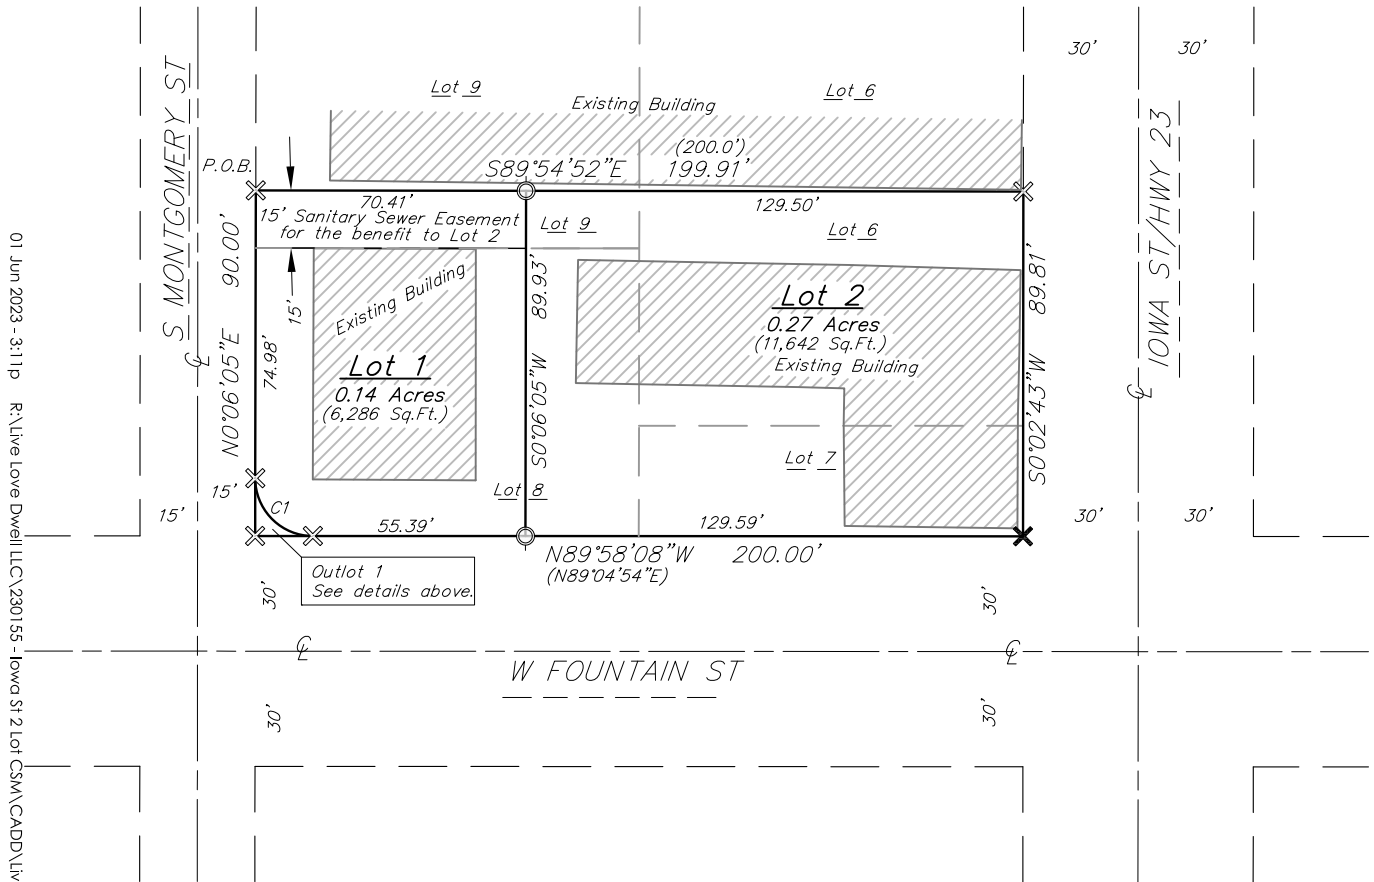 30'
30'
Lot 9
Existing Building
Lot 6
(200.0')
S89°54'52"E 199.91'
P.O.B.
S MONTGOMERY ST
IOWA ST/HWY 23
70.41'
129.50'
15' Sanitary Sewer Easement
for the benefit to Lot 2
Lot 9
Lot 6
N0°06'05"E 90.00'
74.98'
15'
Existing Building
Lot 1
0.14 Acres
(6,286 Sq.Ft.)
S0°06'05"W 89.93'
Lot 2
0.27 Acres
(11,642 Sq.Ft.)
Existing Building
S0°02'43"W 89.81'
Lot 7
Lot 8
15'
15'
C1
30'
30'
55.39'
129.59'
N89°58'08"W 200.00'
(N89°04'54"E)
Outlot 1
See details above.
30'
30'
W FOUNTAIN ST
30'
30'
01 Jun 2023 - 3:11p R:\Live Love Dwell LLC\230155 - Iowa St 2 Lot CSM\CADD\Liv